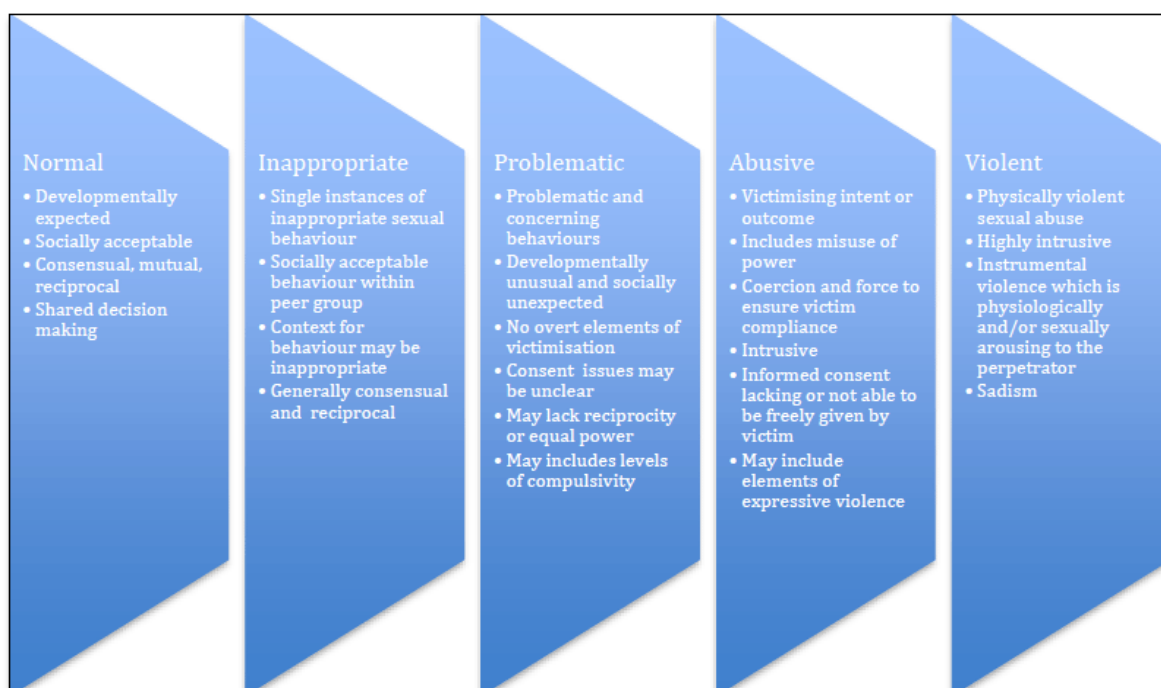 Normal
• Developmentally
expected
• Socially acceptable
• Consensual, mutual,
reciprocal
• Shared decision
making
Inappropriate
• Single instances of
inappropriate sexual
behaviour
• Socially acceptable
behaviour within
peer group
• Context for
behaviour may be
inappropriate
• Generally consensual
and reciprocal
Problematic
• Problematic and
concerning
behaviours
• Developmentally
unusual and socially
unexpected
• No overt elements of
victimisation
• Consent issues may
be unclear
• May lack reciprocity
or equal power
• May includes levels
of compulsivity
Abusive
• Victimising intent or
outcome
• Includes misuse of
power
• Coercion and force to
ensure victim
compliance
• Intrusive
• Informed consent
lacking or not able to
be freely given by
victim
• May include
elements of
expressive violence
Violent
• Physically violent
sexual abuse
• Highly intrusive
• Instrumental
violence which is
physiologically
and/or sexually
arousing to the
perpetrator
• Sadism